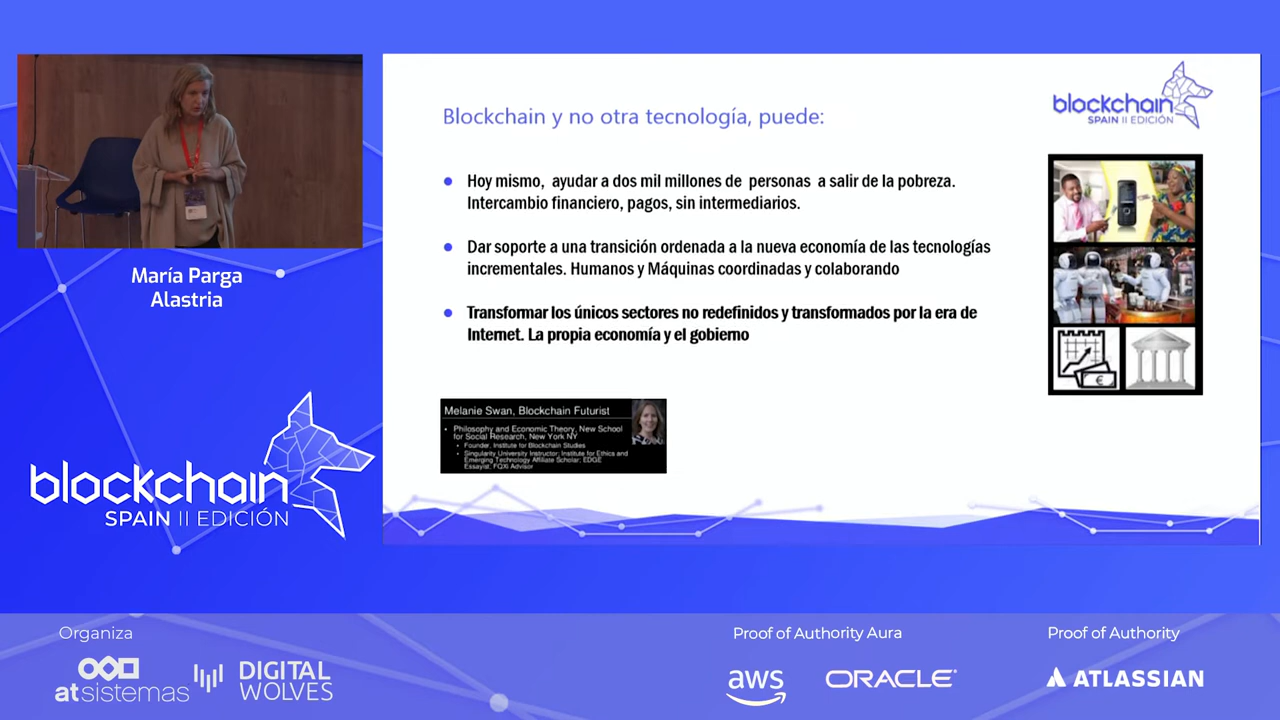 María Parga
Alastria
blockchain
SPAIN II EDICIÓN
Blockchain y no otra tecnología, puede:
blockchain
SPAIN II EDICIÓN
Hoy mismo, ayudar a dos mil millones de personas a salir de la pobreza.
Intercambio financiero, pagos, sin intermediarios.
Dar soporte a una transición ordenada a la nueva economía de las tecnologías
incrementales. Humanos y Máquinas coordinadas y colaborando
Transformar los únicos sectores no redefinidos y transformados por la era de
Internet. La propia economía y el gobierno
Melanie Swan, Blockchain Futurist
Philosophy and Economic Theory, New School
for Social Research, New York NY
Founder, Institute for Blockchain Studies
Singularity University Instructor; Institute for Ethics and
Emerging Technology Affiliate Scholar; EDGE
Essayist; FQXi Advisor
Organiza
atsistemas
DIGITAL
WOLVES
Proof of Authority Aura
aws
ORACLE
Proof of Authority
ATLASSIAN